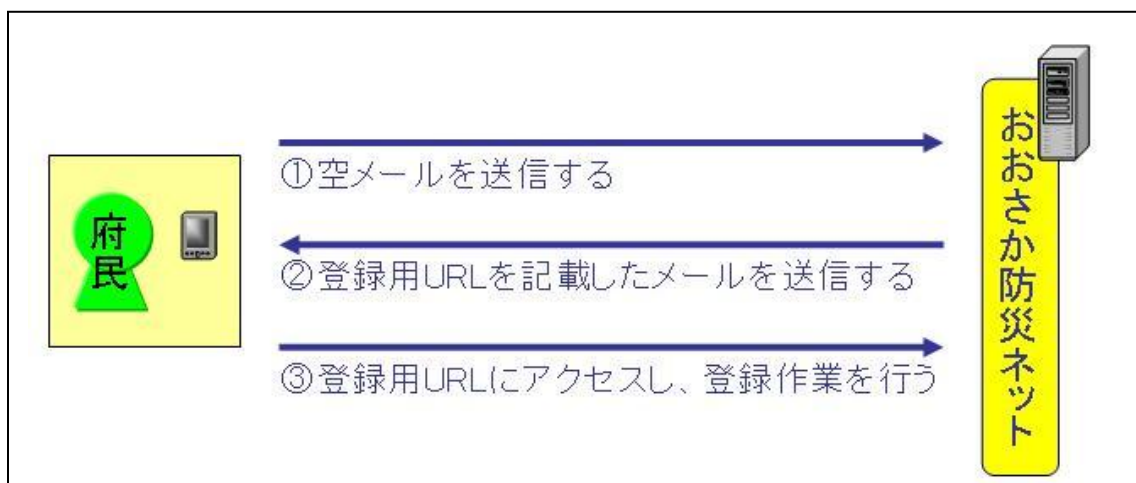 府民
①空メールを送信する
②登録用URLを記載したメールを送信する
③登録用URLにアクセスし、登録作業を行う
おおさか防災ネット